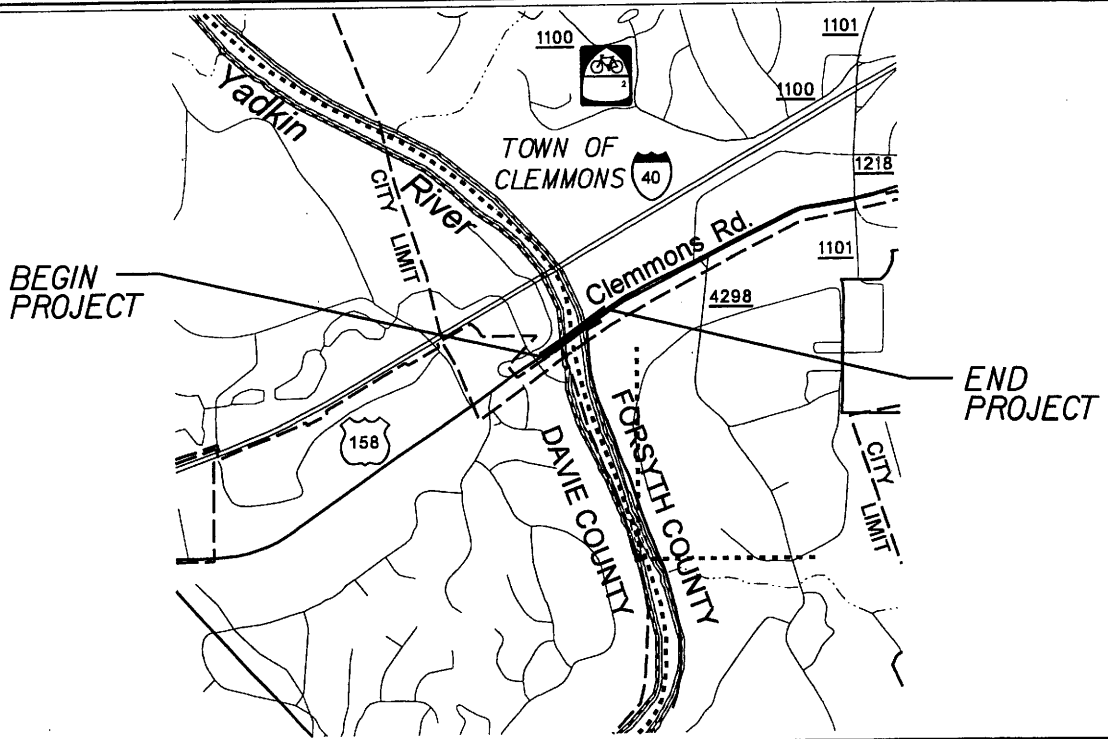 1100
1101
2
1100
Yadkin
TOWN OF
CLEMMONS
40
1218
CITY
LIMIT
River
Clemmons Rd.
1101
BEGIN
PROJECT
4298
END
PROJECT
158
DAVIE COUNTY
FORSYTH COUNTY
CITY
LIMIT